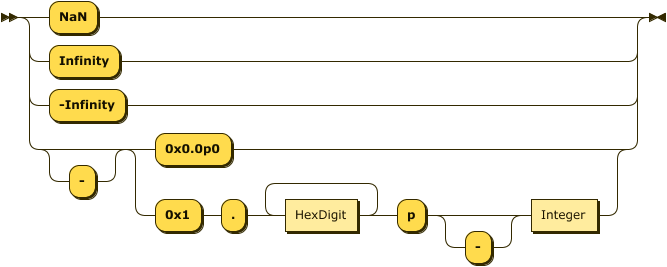 NaN
Infinity
-Infinity
0x0.0p0
-
0x1 . HexDigit p Integer
-